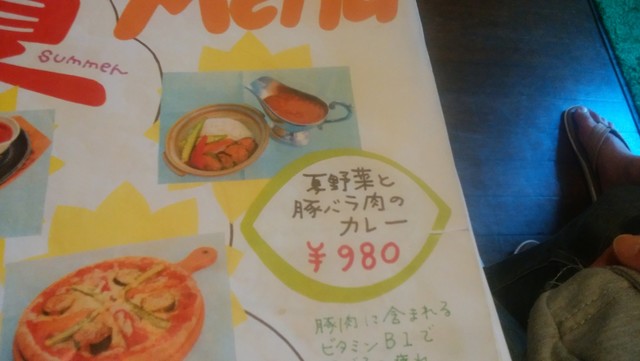 夏 Menu
summer
夏野菜と
豚バラ肉の
カレー
¥980
豚肉に含まれる
ビタミンB1で